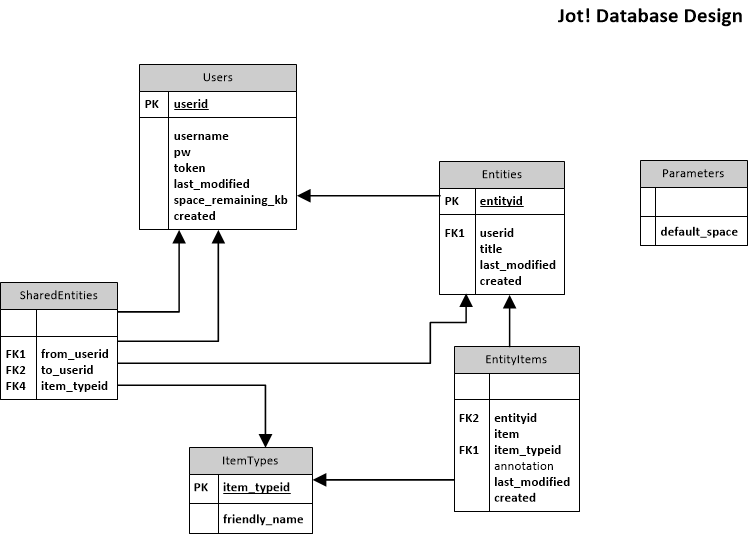 Jot! Database Design
Users
PK userid
username
pw
token
last_modified
space_remaining_kb
created
Entities
PK entityid
FK1 userid
title
last_modified
created
Parameters
default_space
SharedEntities
FK1 from_userid
FK2 to_userid
FK4 item_typeid
EntityItems
FK2 entityid
item
FK1 item_typeid
annotation
last_modified
created
ItemTypes
PK item_typeid
friendly_name